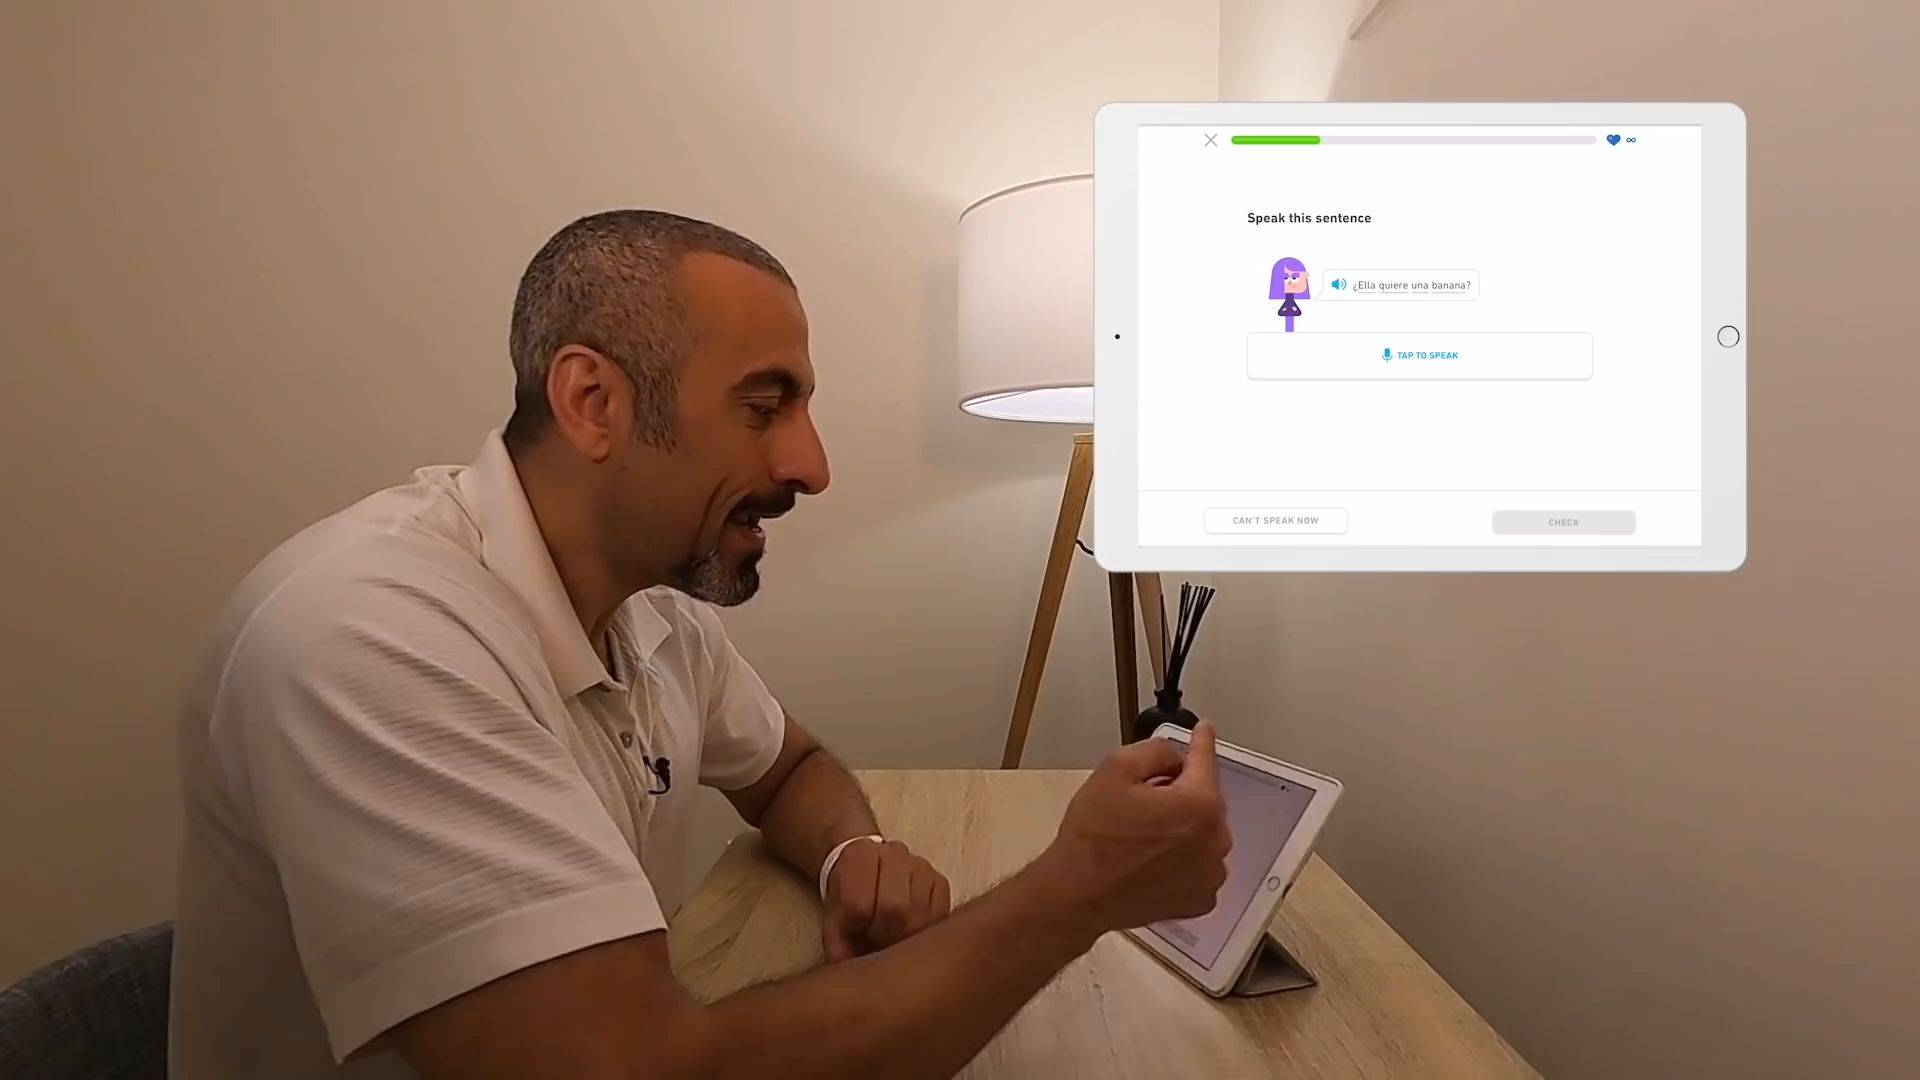 Speak this sentence
¿Ella quiere una banana?
TAP TO SPEAK
CAN'T SPEAK NOW
CHECK